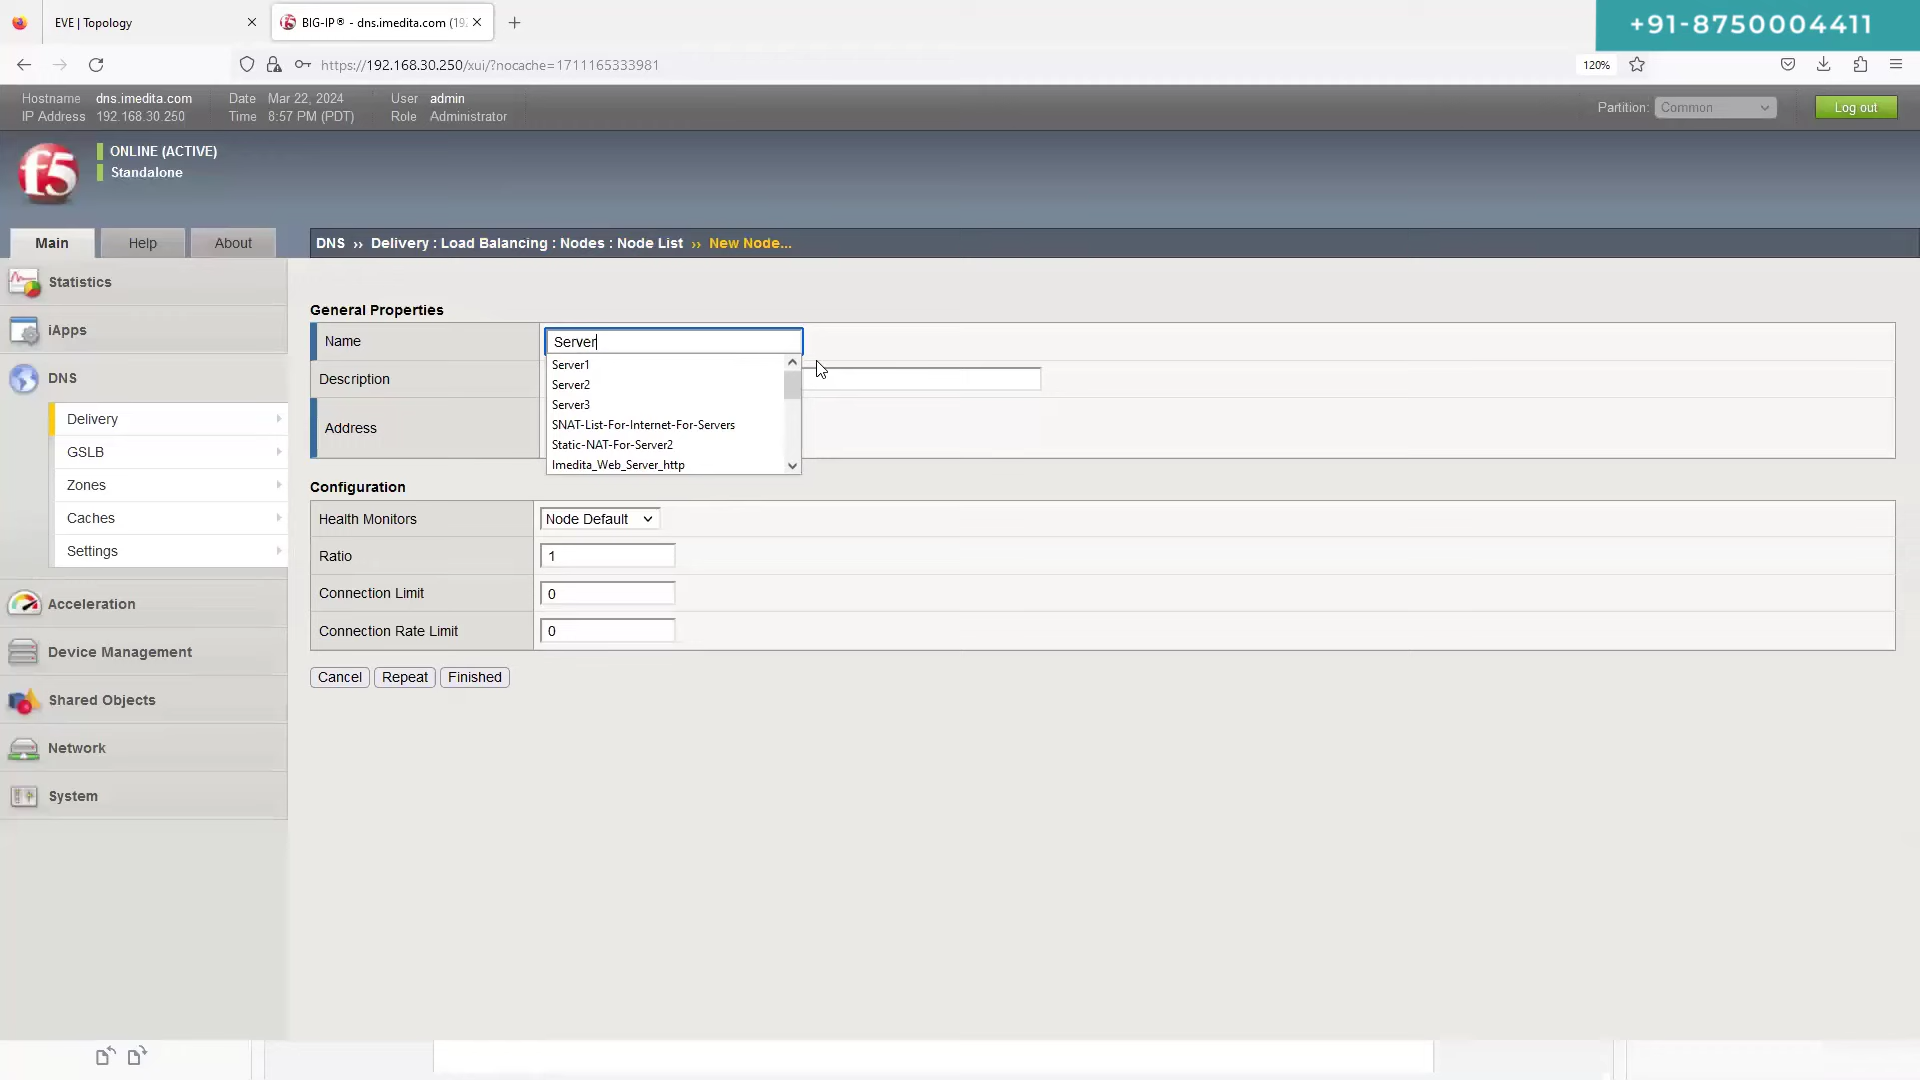 EVE | Topology
BIG-IP® - dns.imedita.com (19
+91-8750004411
https://192.168.30.250/xui/?nocache=1711165333981
120%
Hostname dns.imedita.com Date Mar 22, 2024 User admin
IP Address 192.168.30.250 Time 8:57 PM (PDT) Role Administrator
Partition: Common
Log out
f5
ONLINE (ACTIVE)
Standalone
Main
Help
About
DNS ›› Delivery : Load Balancing : Nodes : Node List ›› New Node...
Statistics
iApps
DNS
Delivery
GSLB
Zones
Caches
Settings
Acceleration
Device Management
Shared Objects
Network
System
General Properties
Name Server
Server1
Server2
Server3
SNAT-List-For-Internet-For-Servers
Static-NAT-For-Server2
Imedita_Web_Server_http
Description
Address
Configuration
Health Monitors Node Default
Ratio 1
Connection Limit 0
Connection Rate Limit 0
Cancel Repeat Finished